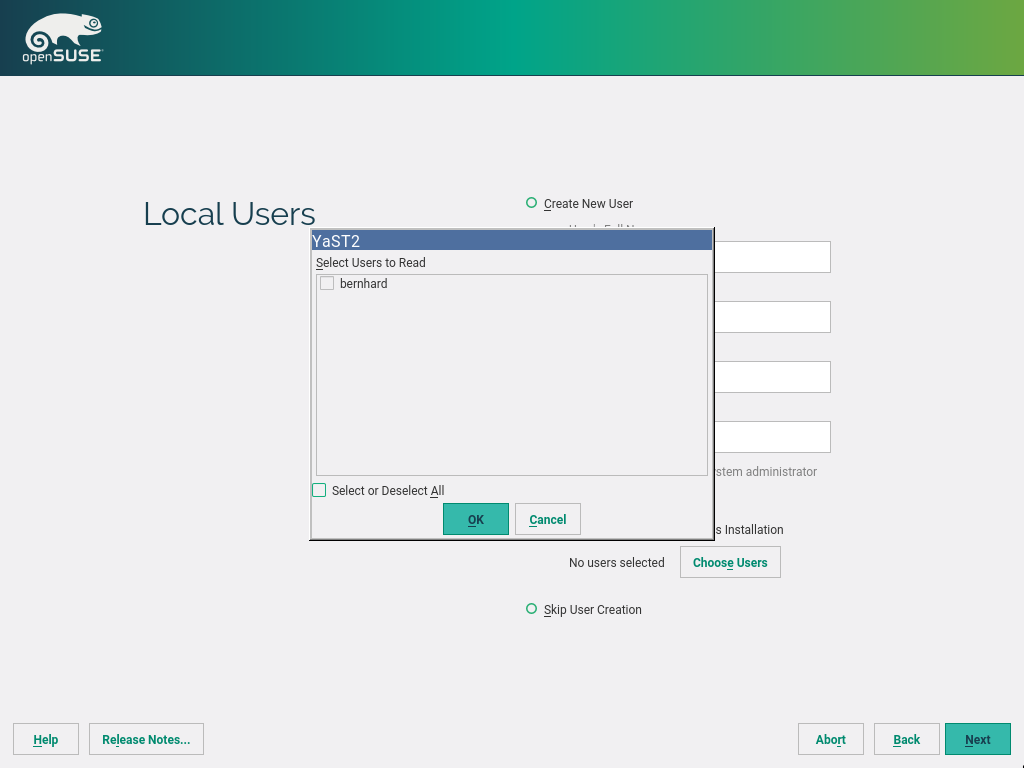 openSUSE
Local Users
Create New User
YaST2
Select Users to Read
bernhard
stem administrator
Select or Deselect All
OK
Cancel
s Installation
No users selected
Choose Users
Skip User Creation
Help
Release Notes...
Abort
Back
Next